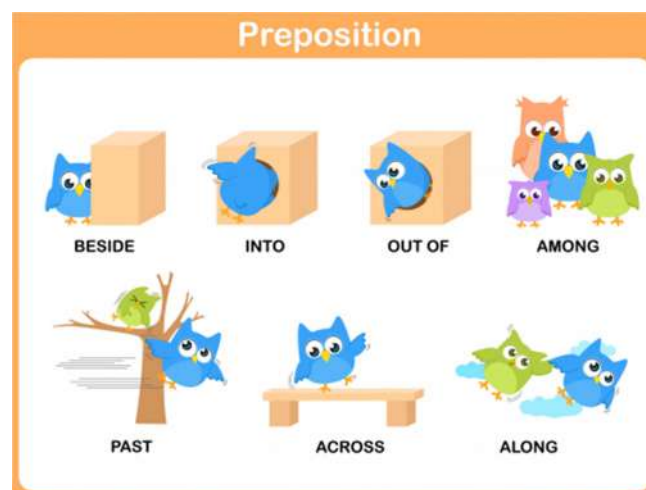 Preposition
BESIDE
INTO
OUT OF
AMONG
PAST
ACROSS
ALONG